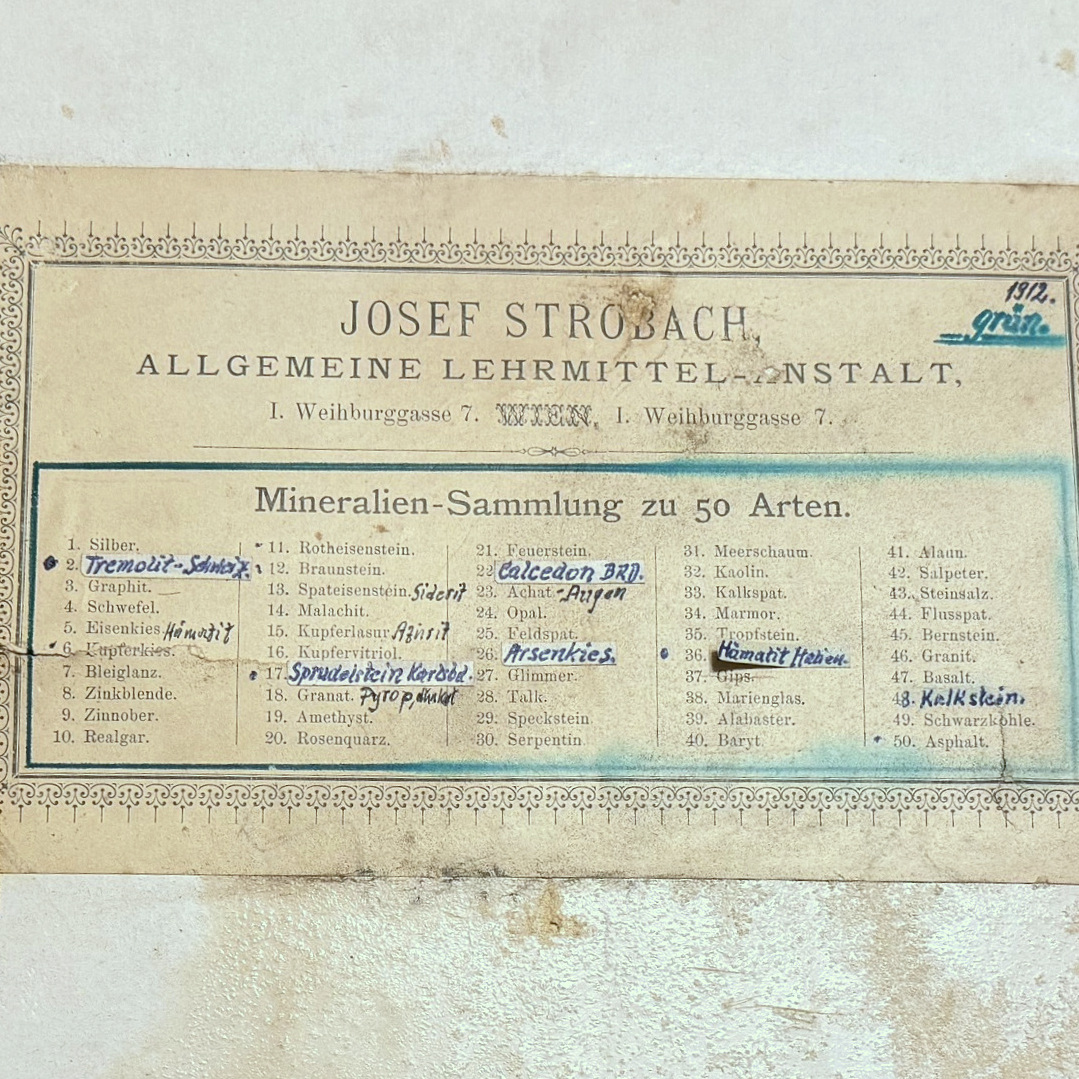 1912.
grün.
JOSEF STROBACH,
ALLGEMEINE LEHRMITTEL-ANSTALT,
I. Weihburggasse 7. WIEN, I. Weihburggasse 7.
Mineralien-Sammlung zu 50 Arten.
1. Silber.
2. Tremolit-Schweiz.
3. Graphit.
4. Schwefel.
5. Eisenkies Hämatit
6. Kupferkies.
7. Bleiglanz.
8. Zinkblende.
9. Zinnober.
10. Realgar.
11. Rotheisenstein.
12. Braunstein.
13. Spateisenstein. Siderit
14. Malachit.
15. Kupferlasur Azurit
16. Kupfervitriol.
17. Sprudelstein Karlsbd.
18. Granat. Pyrop, dunkel
19. Amethyst.
20. Rosenquarz.
21. Feuerstein.
22 Calcedon BRD.
23. Achat-Augen
24. Opal.
25. Feldspat.
26. Arsenkies.
27. Glimmer.
28. Talk.
29. Speckstein
30. Serpentin
31. Meerschaum.
32. Kaolin.
33. Kalkspat.
34. Marmor.
35. Tropfstein.
36. Hämatit Italien.
37. Gips.
38. Marienglas.
39. Alabaster.
40. Baryt
41. Alaun.
42. Salpeter.
43. Steinsalz.
44. Flusspat.
45. Bernstein.
46. Granit.
47. Basalt.
48. Kalkstein.
49. Schwarzkohle.
50. Asphalt.